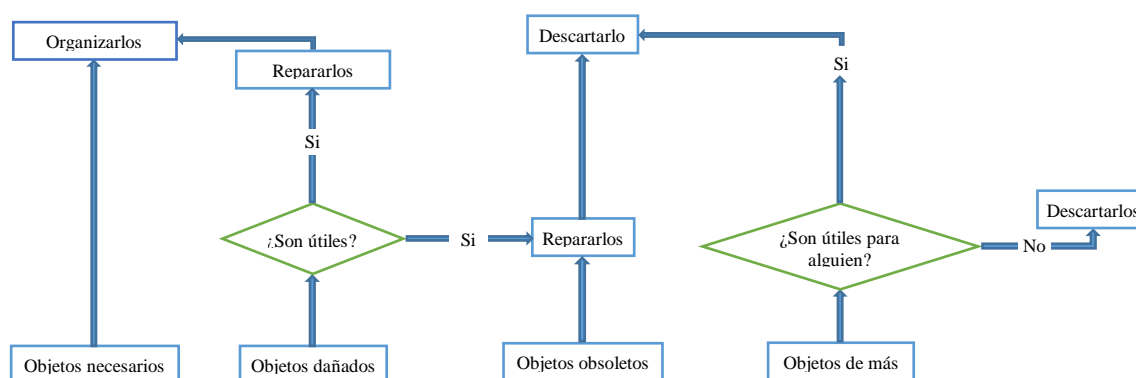 Organizarlos
Descartarlo
Repararlos
Si
Si
Descartarlos
¿Son útiles?
Si
Repararlos
¿Son útiles para
alguien?
No
Objetos necesarios
Objetos dañados
Objetos obsoletos
Objetos de más